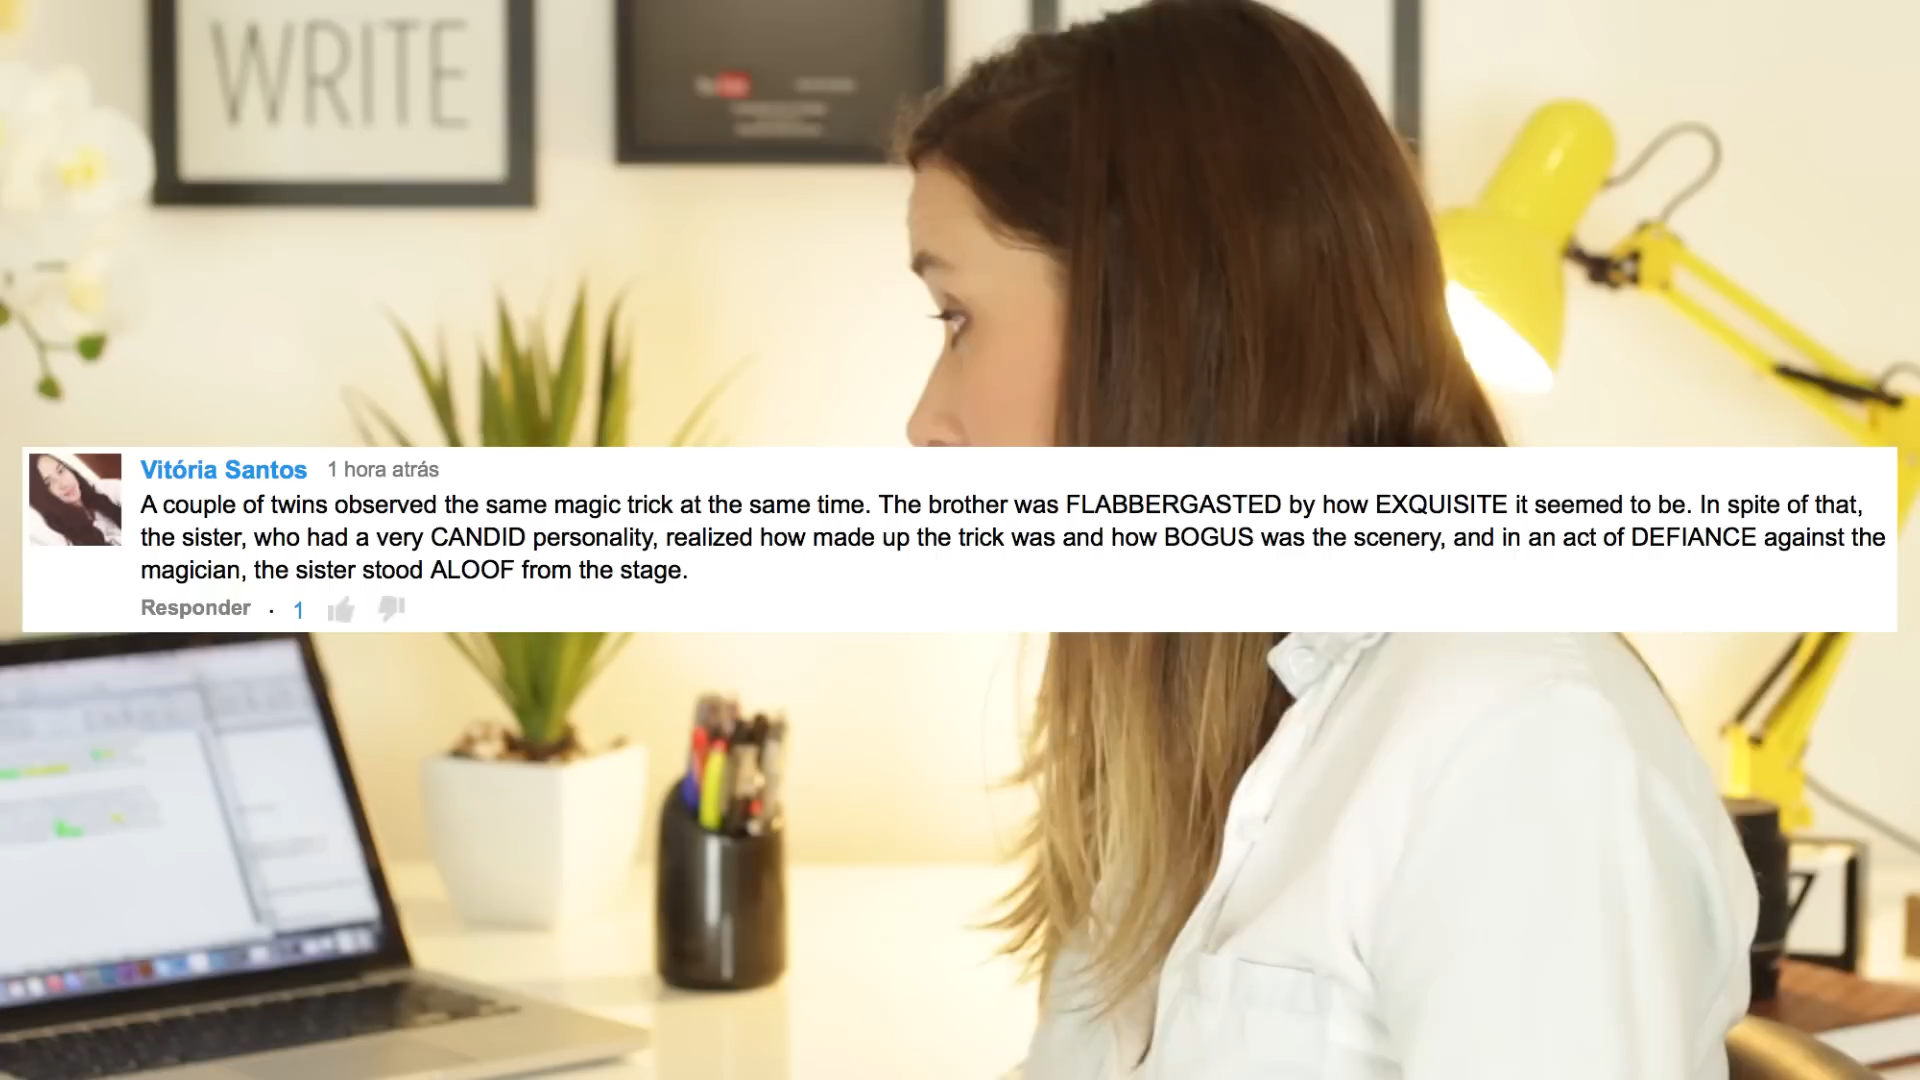 WRITE
Vitória Santos 1 hora atrás
A couple of twins observed the same magic trick at the same time. The brother was FLABBERGASTED by how EXQUISITE it seemed to be. In spite of that,
the sister, who had a very CANDID personality, realized how made up the trick was and how BOGUS was the scenery, and in an act of DEFIANCE against the
magician, the sister stood ALOOF from the stage.
Responder · 1